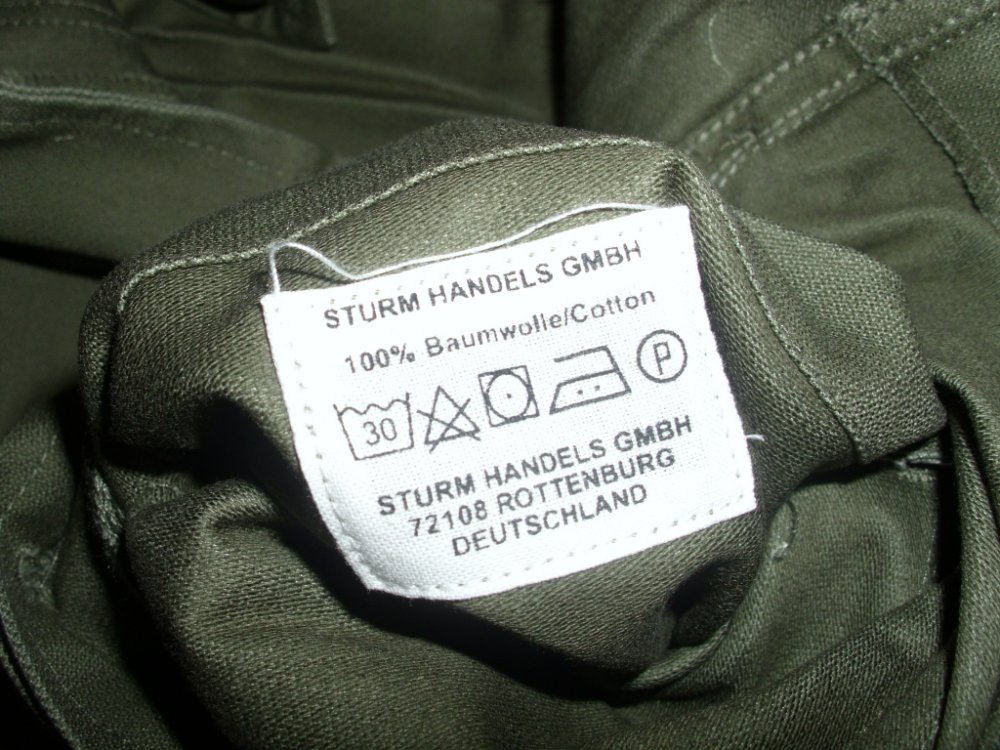 STURM HANDELS GMBH
100% Baumwolle/Cotton
30 P
STURM HANDELS GMBH
72108 ROTTENBURG
DEUTSCHLAND